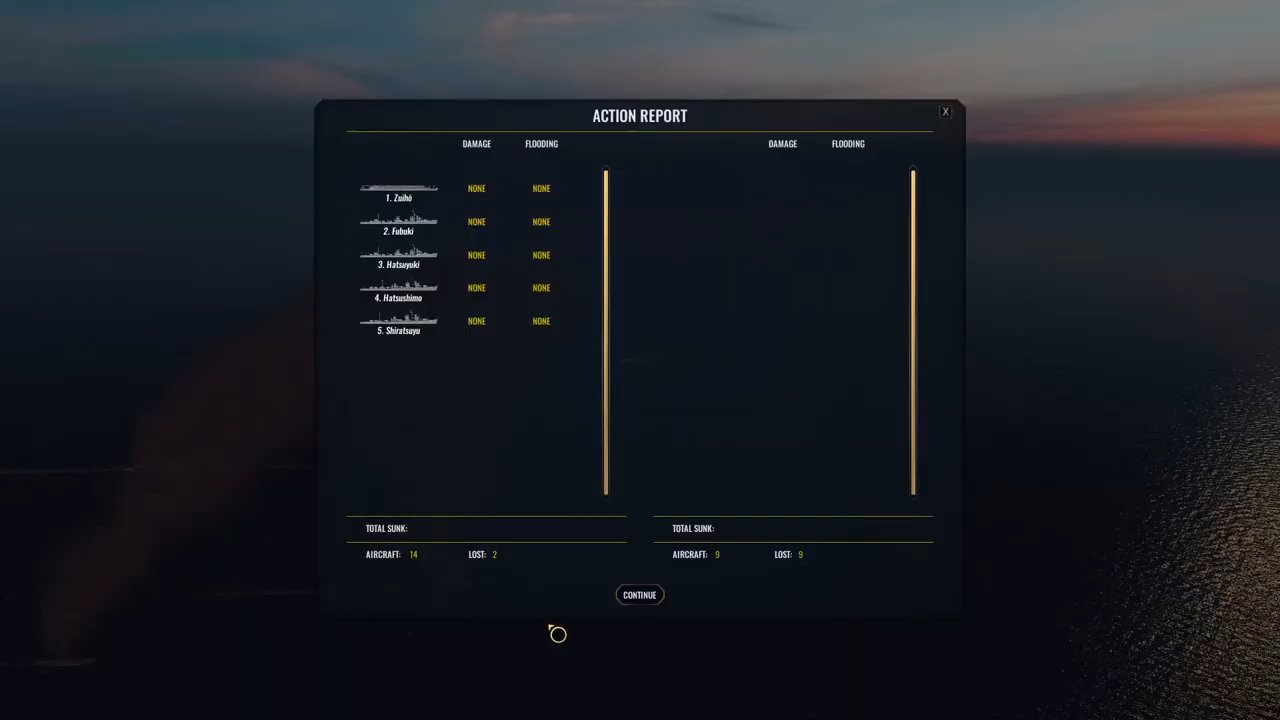 ACTION REPORT
X
DAMAGE FLOODING
DAMAGE FLOODING
NONE NONE
1. Zuihō
NONE NONE
2. Fubuki
NONE NONE
3. Hatsuyuki
NONE NONE
4. Hatsushimo
NONE NONE
5. Shiratsuyu
TOTAL SUNK:
AIRCRAFT: 14 LOST: 2
TOTAL SUNK:
AIRCRAFT: 9 LOST: 9
CONTINUE